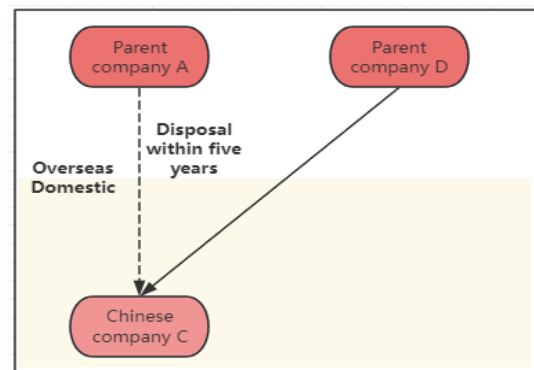 Parent
company A
Parent
company D
Disposal
within five
years
Overseas
Domestic
Chinese
company C